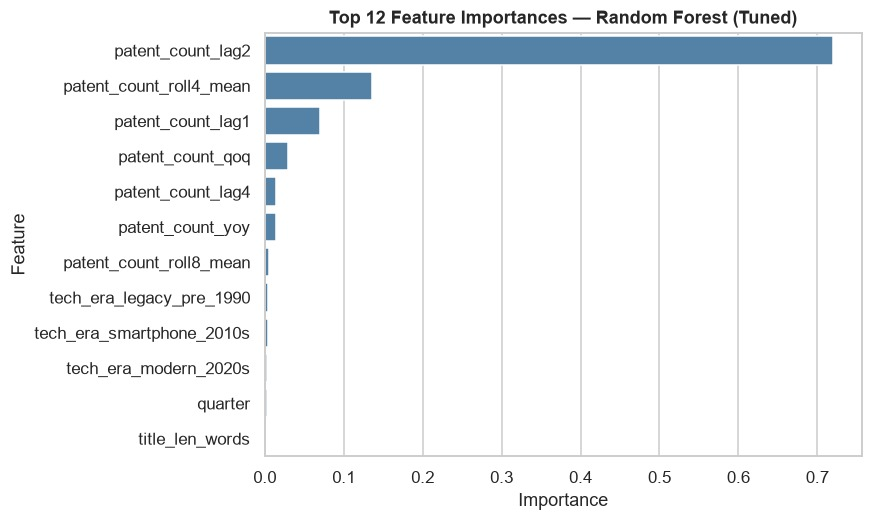 Top 12 Feature Importances — Random Forest (Tuned)
patent_count_lag2
patent_count_roll4_mean
patent_count_lag1
patent_count_qoq
patent_count_lag4
patent_count_yoy
patent_count_roll8_mean
tech_era_legacy_pre_1990
tech_era_smartphone_2010s
tech_era_modern_2020s
quarter
title_len_words
Feature
0.0 0.1 0.2 0.3 0.4 0.5 0.6 0.7
Importance